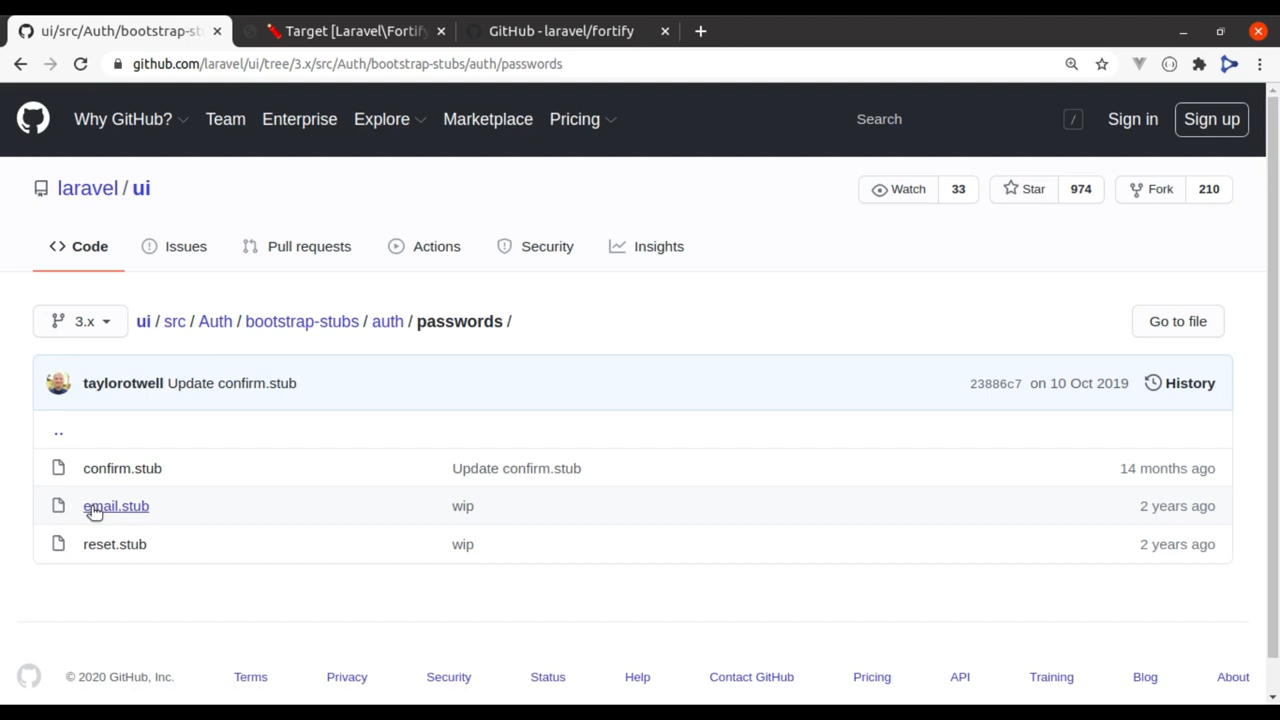 ui/src/Auth/bootstrap-st
Target [Laravel\Fortify
GitHub - laravel/fortify
github.com/laravel/ui/tree/3.x/src/Auth/bootstrap-stubs/auth/passwords
Why GitHub? Team Enterprise Explore Marketplace Pricing Search / Sign in Sign up
laravel / ui
Watch 33 Star 974 Fork 210
Code Issues Pull requests Actions Security Insights
3.x ui / src / Auth / bootstrap-stubs / auth / passwords / Go to file
taylorotwell Update confirm.stub 23886c7 on 10 Oct 2019 History
..
confirm.stub Update confirm.stub 14 months ago
email.stub wip 2 years ago
reset.stub wip 2 years ago
© 2020 GitHub, Inc. Terms Privacy Security Status Help Contact GitHub Pricing API Training Blog About